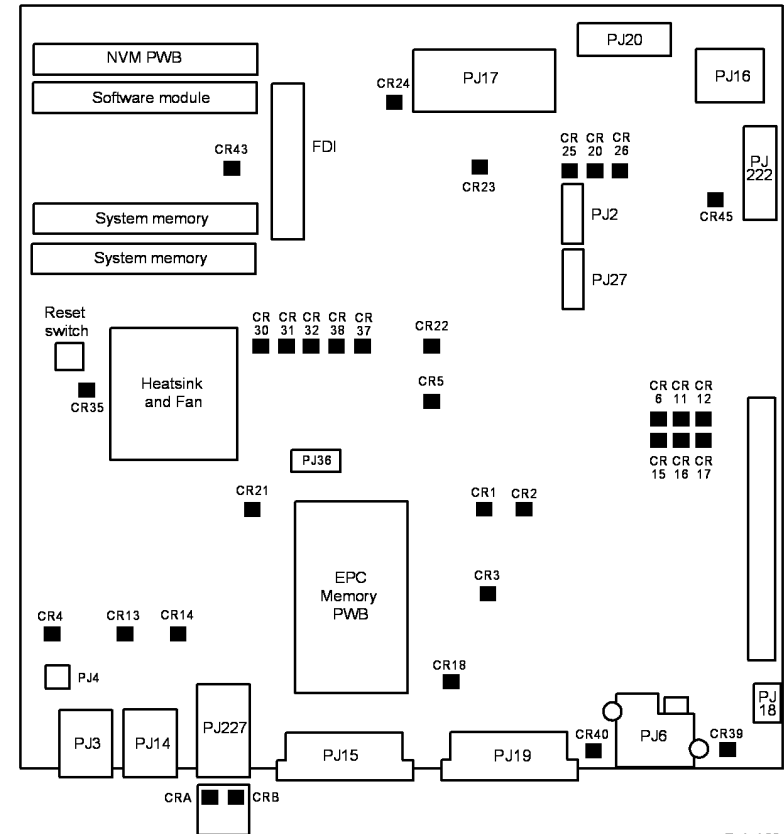 PJ20
NVM PWB
PJ17
PJ16
CR24
Software module
FDI
CR43
CR
25
CR
20
CR
26
PJ
222
CR23
CR45
System memory
PJ2
System memory
PJ27
Reset
switch
CR
30
CR
31
CR
32
CR
38
CR
37
CR22
Heatsink
and Fan
CR35
CR5
CR
6
CR
11
CR
12
PJ36
CR
15
CR
16
CR
17
CR21
CR1
CR2
EPC
Memory
PWB
CR3
CR4
CR13
CR14
CR18
PJ4
PJ
18
PJ3
PJ14
PJ227
PJ15
PJ19
CR40
PJ6
CR39
CRA
CRB